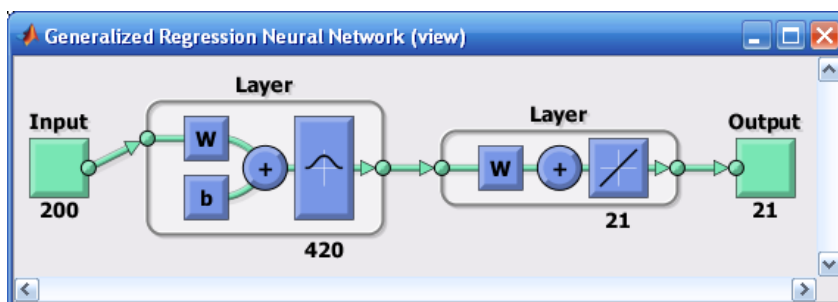 Generalized Regression Neural Network (view)
Layer
Input
W
+
b
200
420
Layer
W
+
21
Output
21